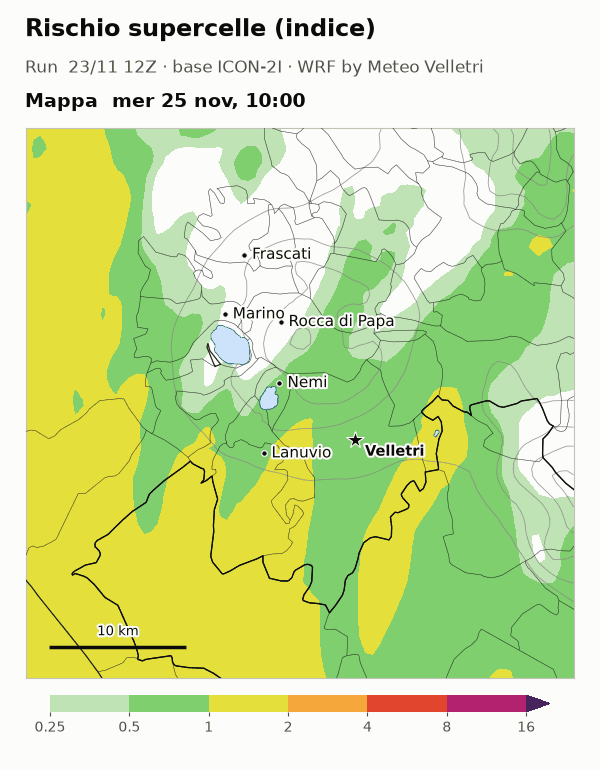 Rischio supercelle (indice)
Run  23/11 12Z · base ICON-2I · WRF by Meteo Velletri
Mappa  mer 25 nov, 10:00
Frascati
Marino
Rocca di Papa
Nemi
Velletri
Lanuvio
10 km
0.25 0.5 1 2 4 8 16